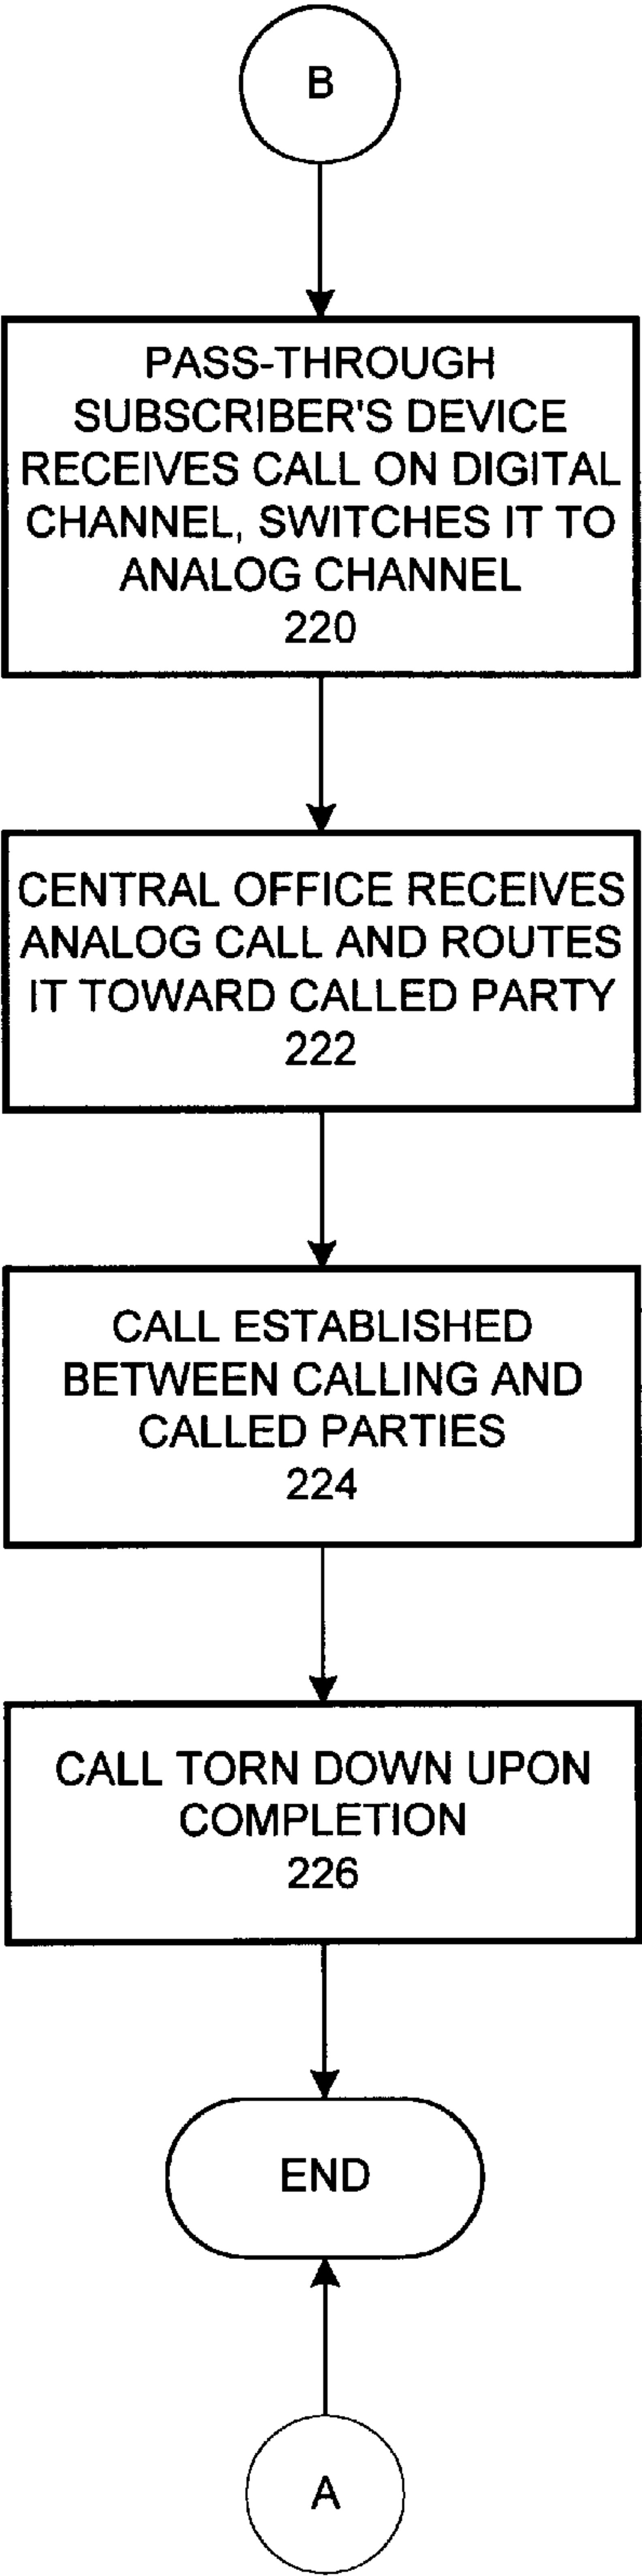 B
PASS-THROUGH
SUBSCRIBER'S DEVICE
RECEIVES CALL ON DIGITAL
CHANNEL, SWITCHES IT TO
ANALOG CHANNEL
220
CENTRAL OFFICE RECEIVES
ANALOG CALL AND ROUTES
IT TOWARD CALLED PARTY
222
CALL ESTABLISHED
BETWEEN CALLING AND
CALLED PARTIES
224
CALL TORN DOWN UPON
COMPLETION
226
END
A